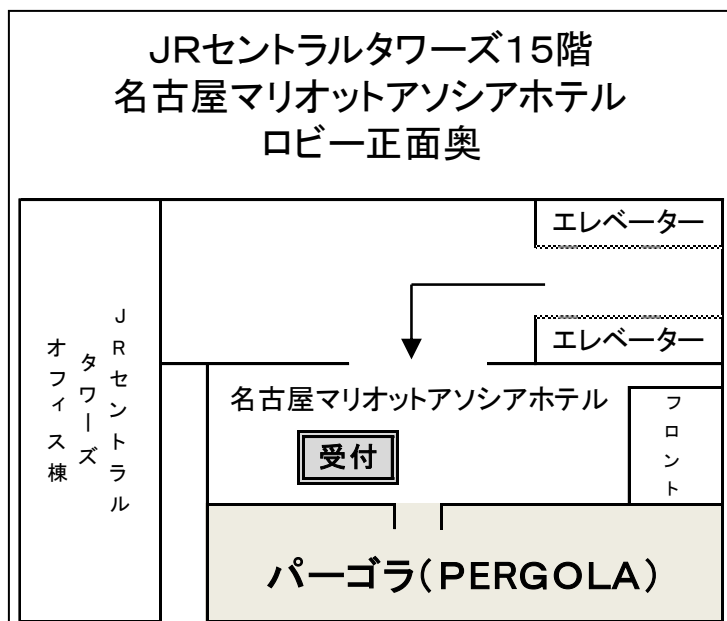 JRセントラルタワーズ15階
名古屋マリオットアソシアホテル
ロビー正面奥
エレベーター
エレベーター
JRセントラル
タワーズ
オフィス棟
名古屋マリオットアソシアホテル
フロント
受付
パーゴラ(PERGOLA)